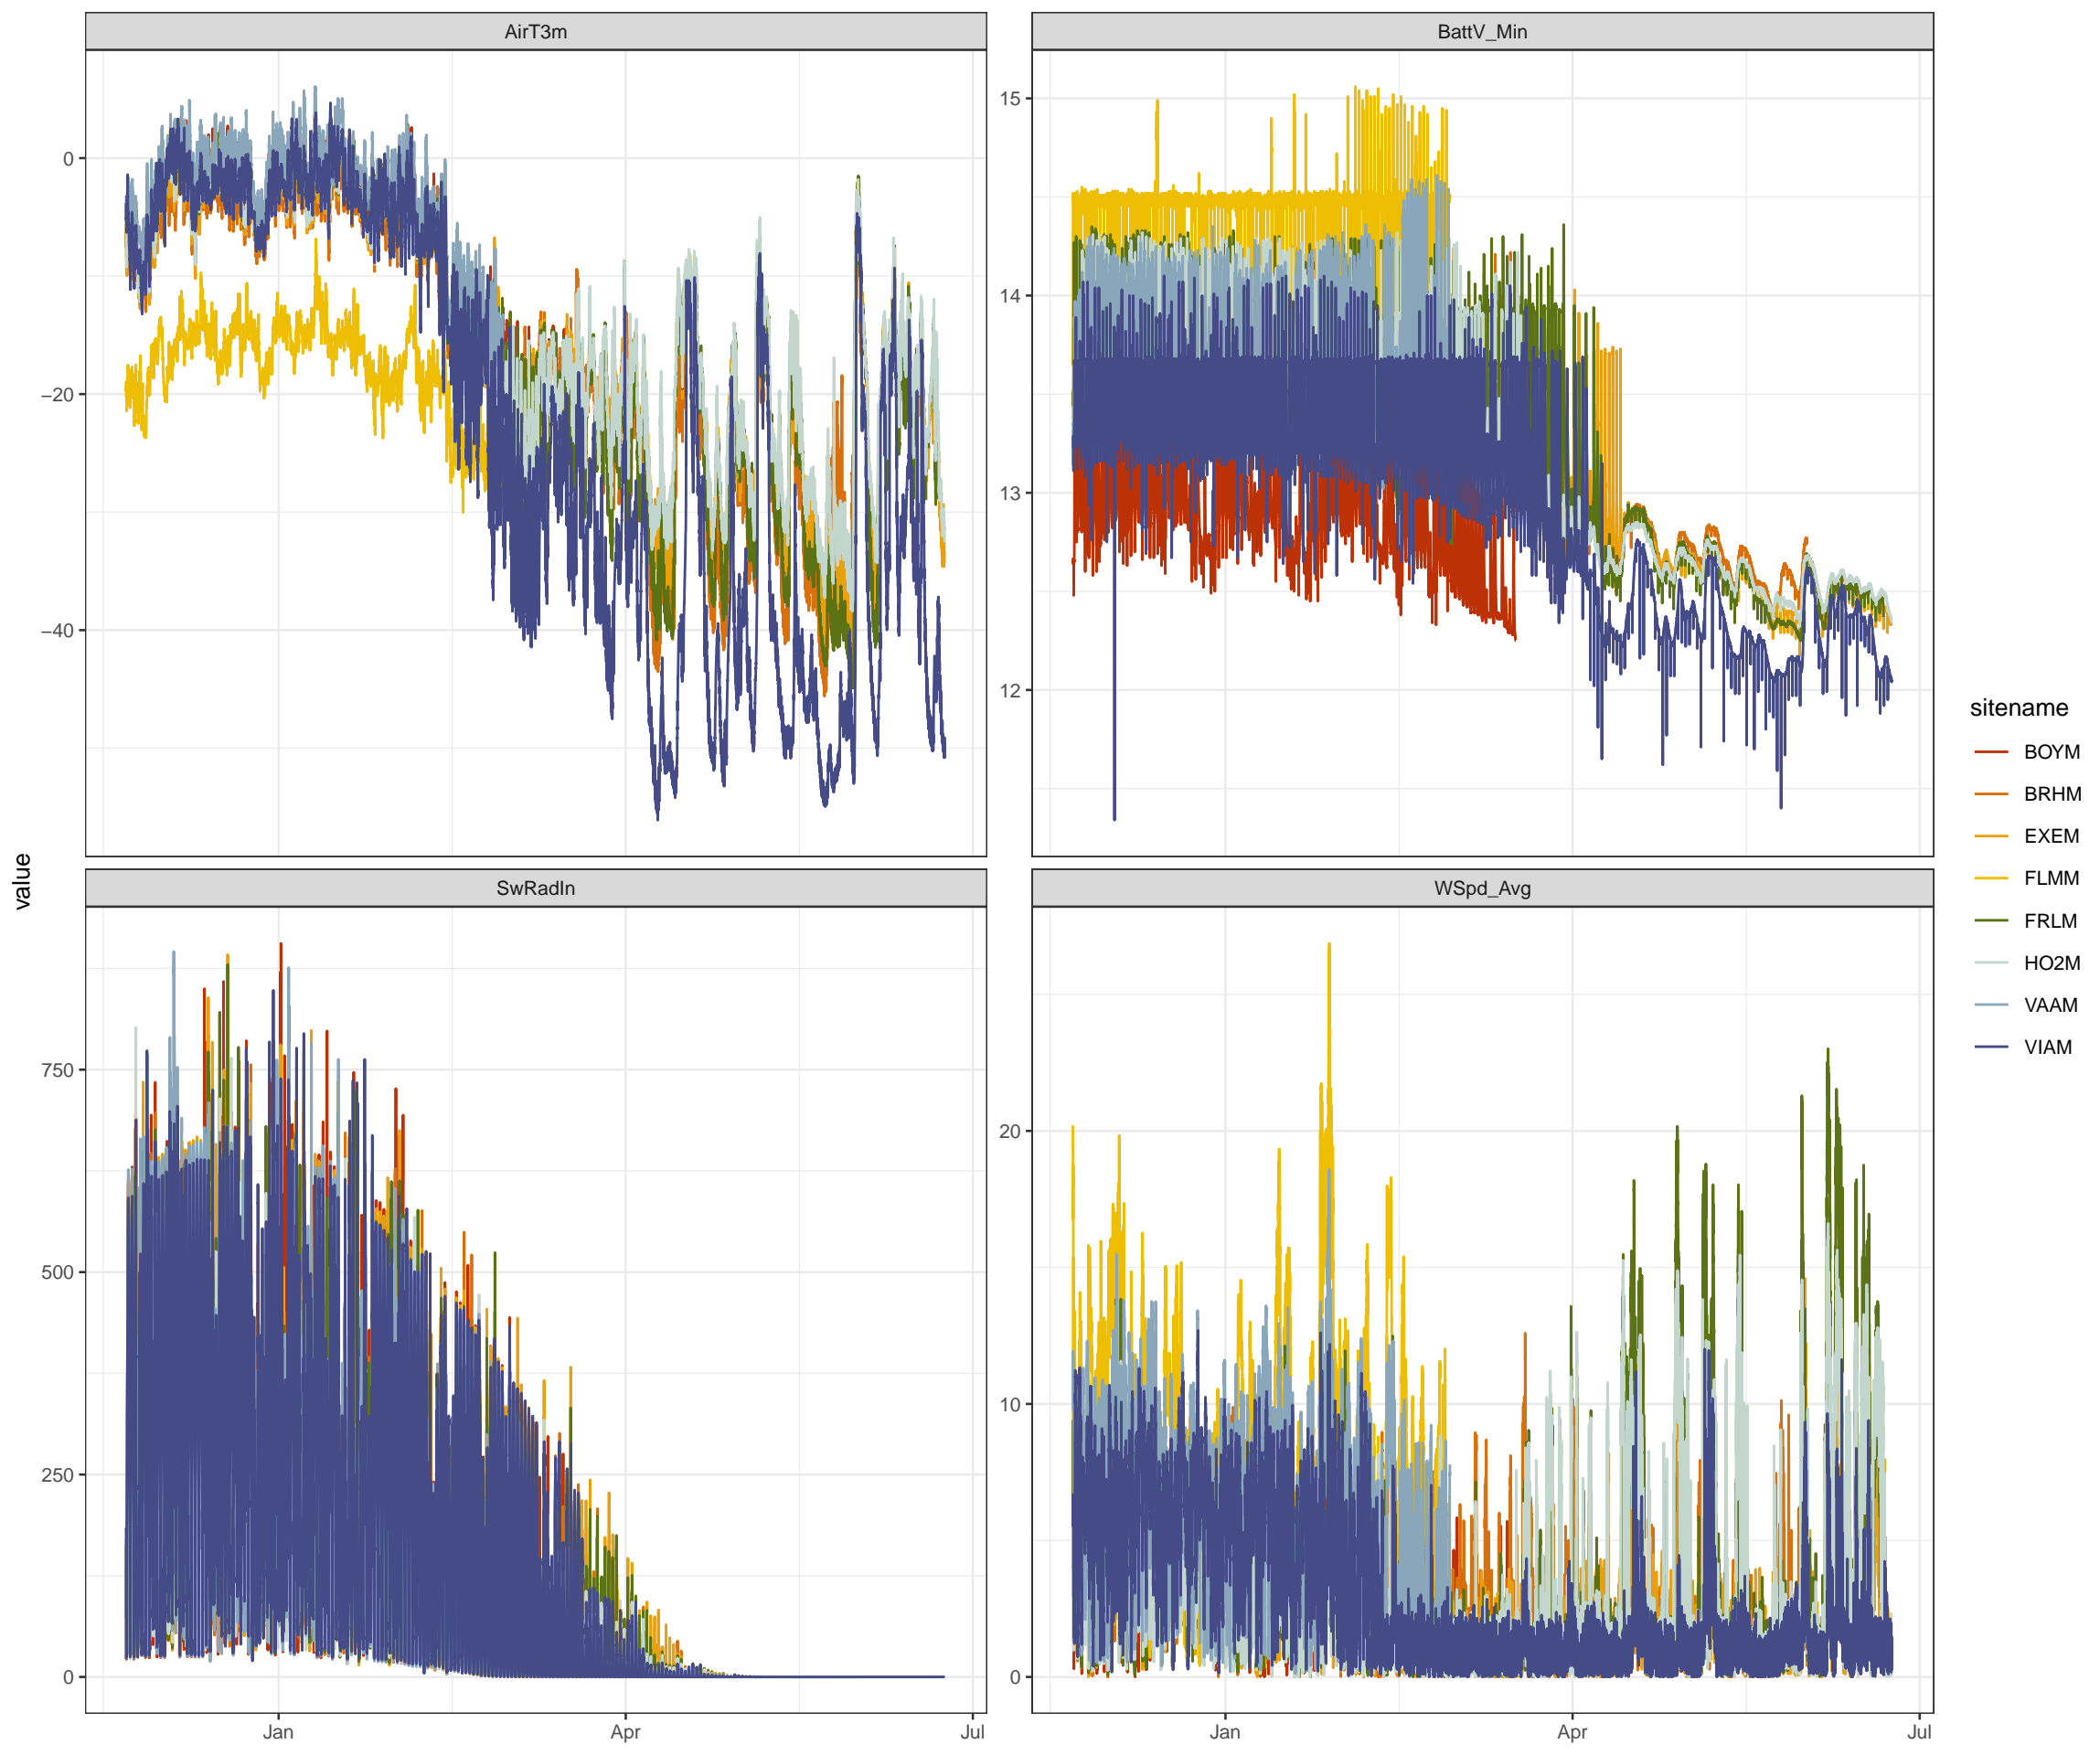 AirT3m
BattV_Min
0
−20
−40
15
14
13
12
value
SwRadIn
WSpd_Avg
750
500
250
0
20
10
0
Jan
Apr
Jul
Jan
Apr
Jul
sitename
BOYM
BRHM
EXEM
FLMM
FRLM
HO2M
VAAM
VIAM